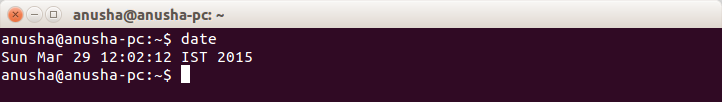 anusha@anusha-pc: ~
anusha@anusha-pc:~$ date
Sun Mar 29 12:02:12 IST 2015
anusha@anusha-pc:~$